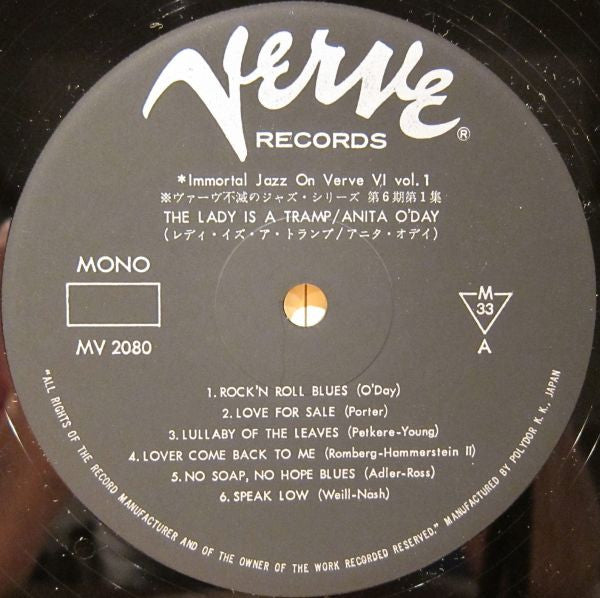 Verve
RECORDS®
*Immortal Jazz On Verve VI vol. 1
※ヴァーヴ不滅のジャズ・シリーズ 第6期第1集
THE LADY IS A TRAMP/ANITA O'DAY
(レディ・イズ・ア・トランプ/アニタ・オデイ)
MONO
MV 2080
M
33
A
1. ROCK'N ROLL BLUES (O'Day)
2. LOVE FOR SALE (Porter)
3. LULLABY OF THE LEAVES (Petkere-Young)
4. LOVER COME BACK TO ME (Romberg-Hammerstein II)
5. NO SOAP, NO HOPE BLUES (Adler-Ross)
6. SPEAK LOW (Weill-Nash)
"ALL RIGHTS OF THE RECORD MANUFACTURER AND OF THE OWNER OF THE WORK RECORDED RESERVED." MANUFACTURED BY POLYDOR K. K., JAPAN